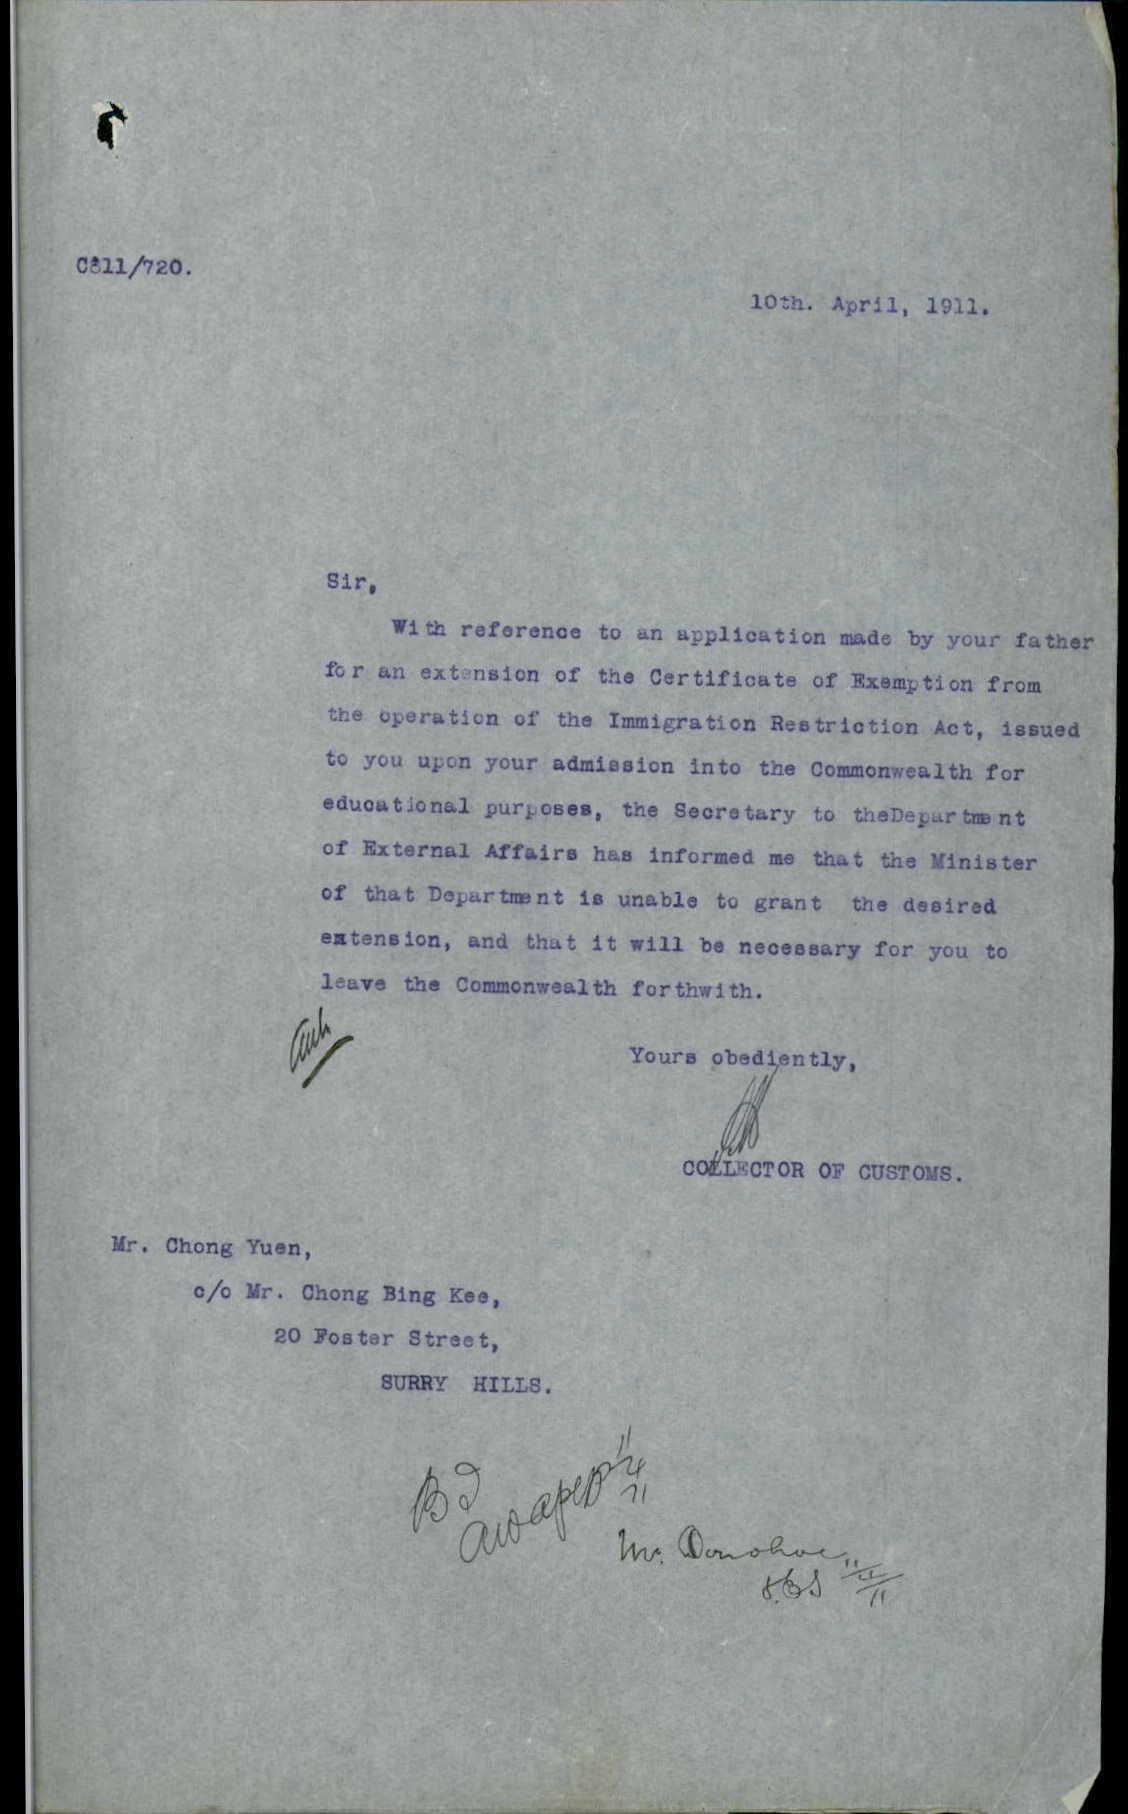 C811/720.
10th. April, 1911.
Sir,
With reference to an application made by your father
for an extension of the Certificate of Exemption from
the operation of the Immigration Restriction Act, issued
to you upon your admission into the Commonwealth for
educational purposes, the Secretary to theDepartment
of External Affairs has informed me that the Minister
of that Department is unable to grant the desired
extension, and that it will be necessary for you to
leave the Commonwealth forthwith.
Yours obediently,
COLLECTOR OF CUSTOMS.
Mr. Chong Yuen,
c/o Mr. Chong Bing Kee,
20 Foster Street,
SURRY HILLS.
Mr. Donohoe